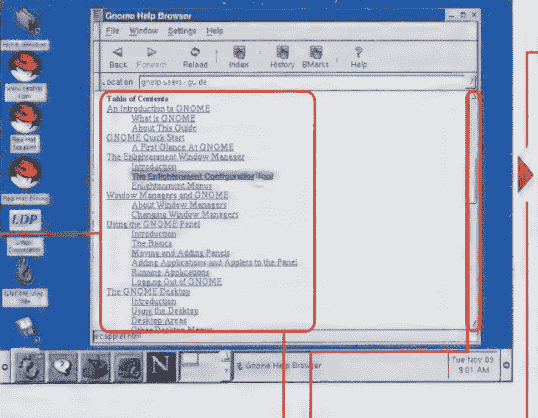 Gnome Help Browser
File Window Settings Help
Back Forward Reload Index History BMarks Help
Location
Table of Contents
An Introduction to GNOME
What is GNOME
About This Guide
GNOME Quick Start
A First Glance At GNOME
The Enlightenment Window Manager
Introduction
The Enlightenment Configuration Tool
Enlightenment Menus
Window Managers and GNOME
About Window Managers
Changing Window Managers
Using the GNOME Panel
Introduction
The Basics
Moving and Adding Panels
Adding Applications and Applets to the Panel
Running Applications
Logging Out of GNOME
The GNOME Desktop
Introduction
Using the Desktop
Desktop Areas
Other Desktop Menus
LDP
N
Gnome Help Browser
Tue Nov 09
9:01 AM